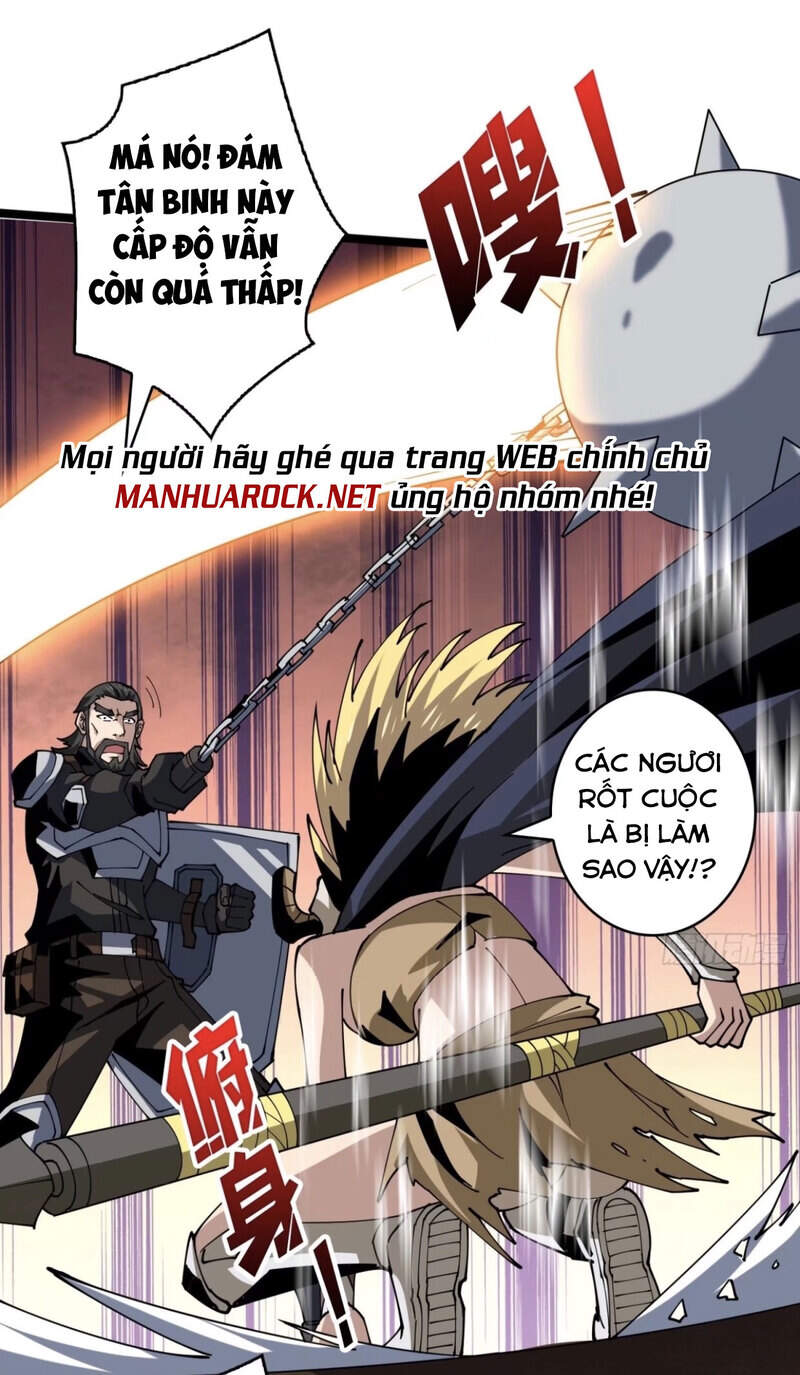 MÁ NÓ! ĐÁM
TÂN BINH NÀY
CẤP ĐỘ VẪN
CÒN QUÁ THẤP!
嗖！
Mọi người hãy ghé qua trang WEB chính chủ
MANHUAROCK.NET ủng hộ nhóm nhé!
CÁC NGƯƠI
RỐT CUỘC
LÀ BỊ LÀM
SAO VẬY!?
俯身！